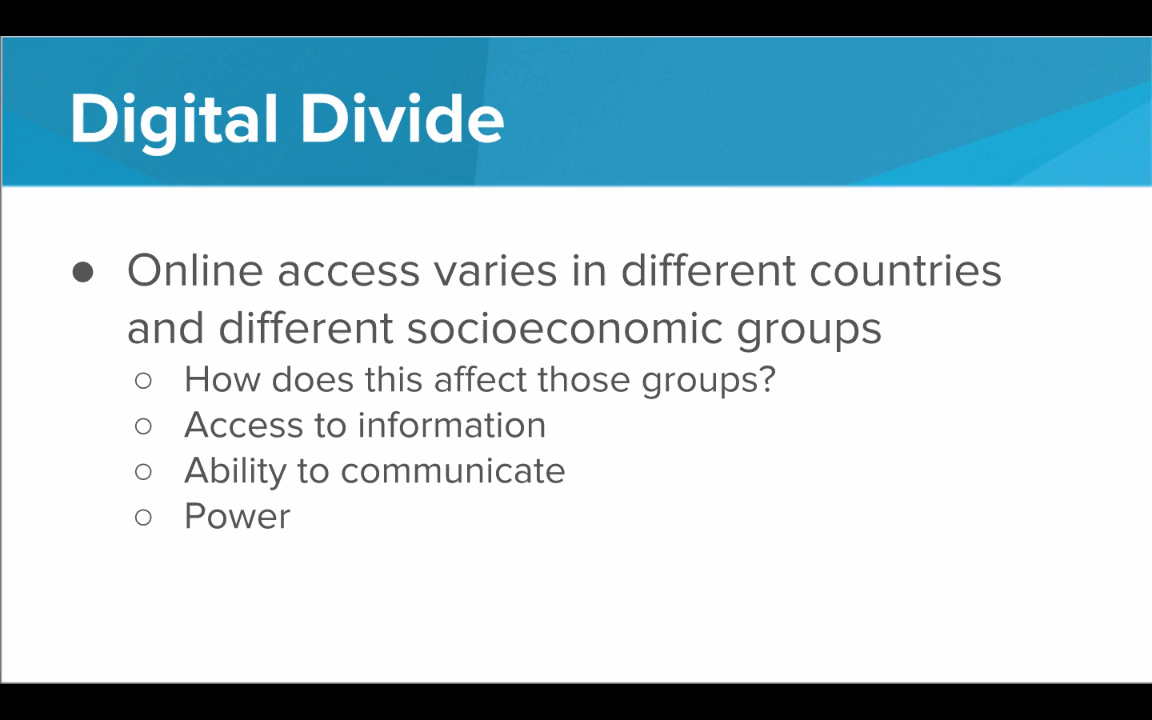 Digital Divide
● Online access varies in different countries
and different socioeconomic groups
○ How does this affect those groups?
○ Access to information
○ Ability to communicate
○ Power